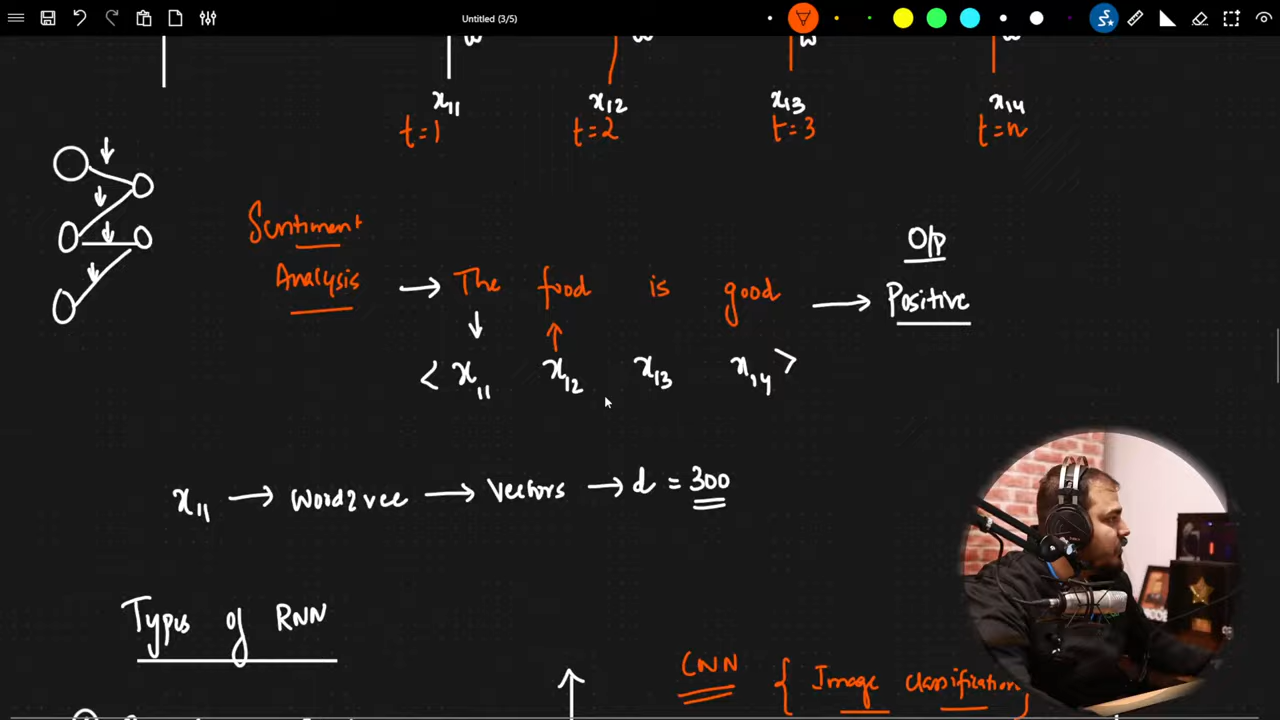 Untitled (3/5)
w w w w
x11 x12 x13 x14
t=1 t=2 t=3 t=n
Sentiment
Analysis → The food is good → Positive
O/p
< x11 x12 x13 x14 >
x11 → Word2vec → Vectors → d = 300
Types of RNN
CNN { Image classification }